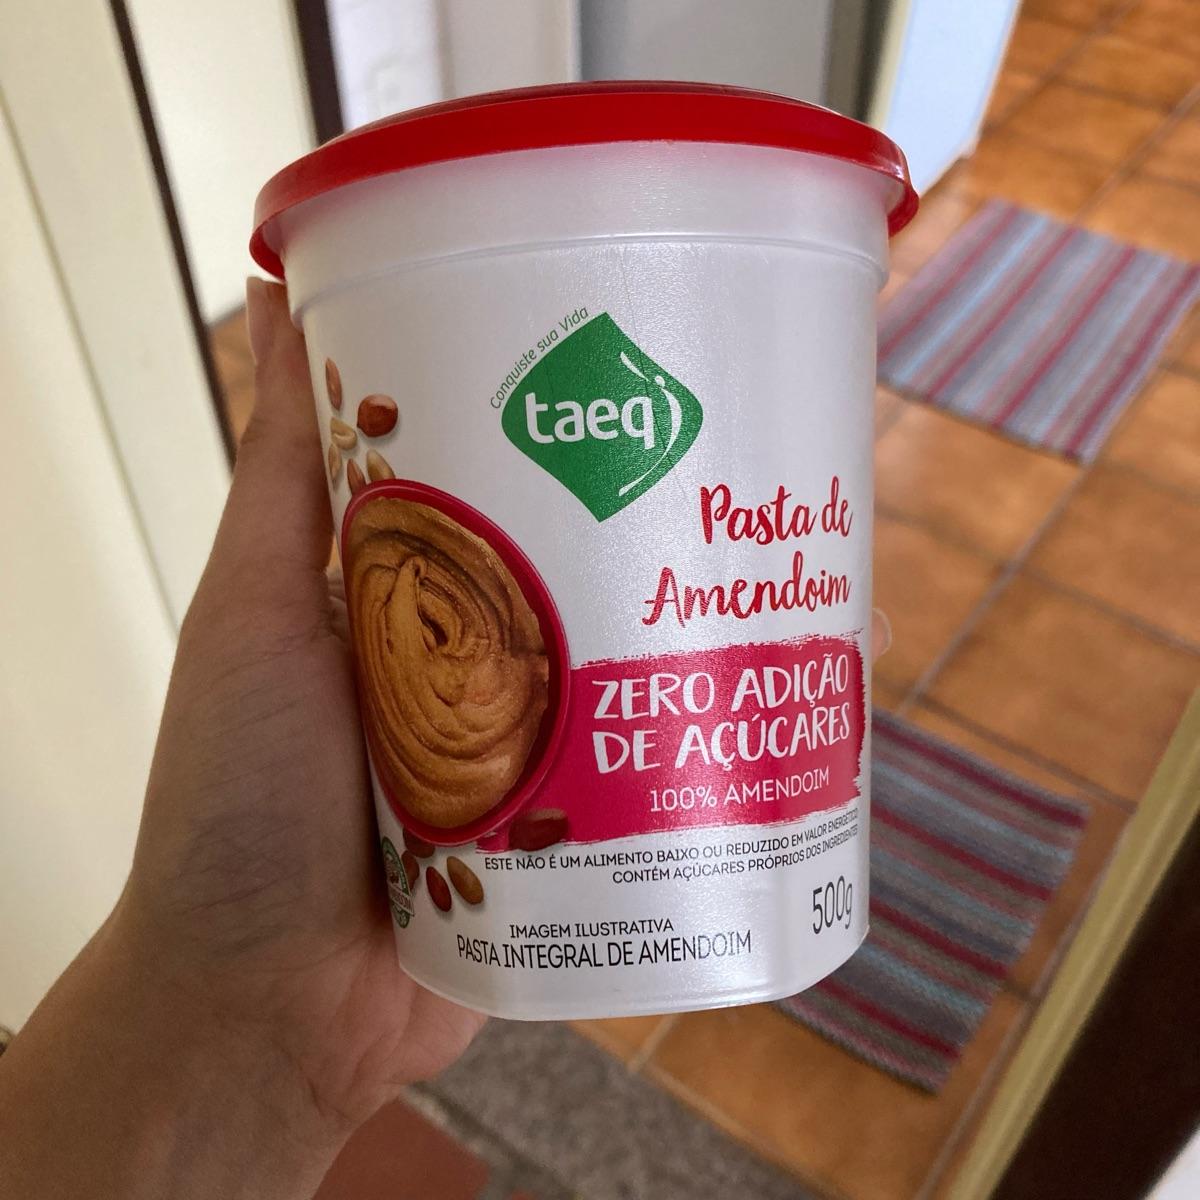 Conquiste sua Vida
taeq
Pasta de
Amendoim
ZERO ADIÇÃO
DE AÇÚCARES
100% AMENDOIM
ESTE NÃO É UM ALIMENTO BAIXO OU REDUZIDO EM VALOR ENERGÉTICO
CONTÉM AÇÚCARES PRÓPRIOS DOS INGREDIENTES
500g
IMAGEM ILUSTRATIVA
PASTA INTEGRAL DE AMENDOIM